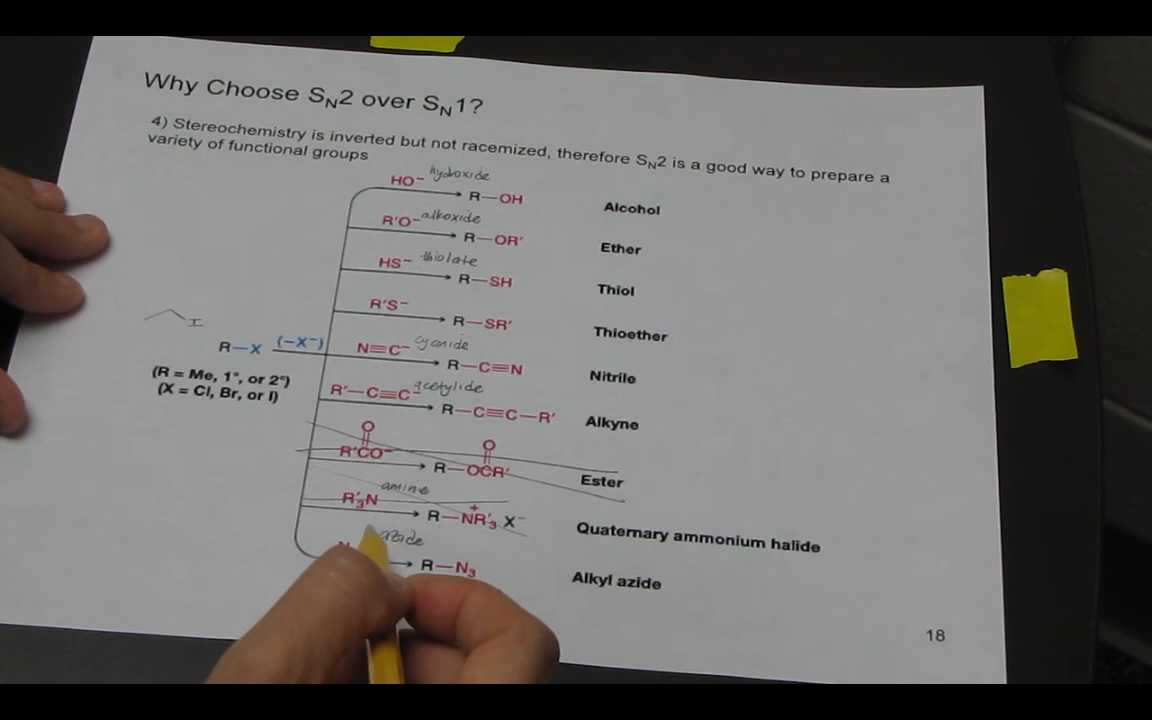 Why Choose SN2 over SN1?
4) Stereochemistry is inverted but not racemized, therefore SN2 is a good way to prepare a
variety of functional groups
HO⁻ hydroxide R—OH Alcohol
R'O⁻ alkoxide R—OR' Ether
HS⁻ thiolate R—SH Thiol
R'S⁻ R—SR' Thioether
I
R—X (−X⁻) N≡C⁻ cyanide R—C≡N Nitrile
(R = Me, 1°, or 2°)
(X = Cl, Br, or I)
R'—C≡C⁻ acetylide R—C≡C—R' Alkyne
O O
R'CO⁻ R—OCR' Ester
R'₃N amine R—NR'₃ X⁻ Quaternary ammonium halide
+
azide R—N₃ Alkyl azide
18